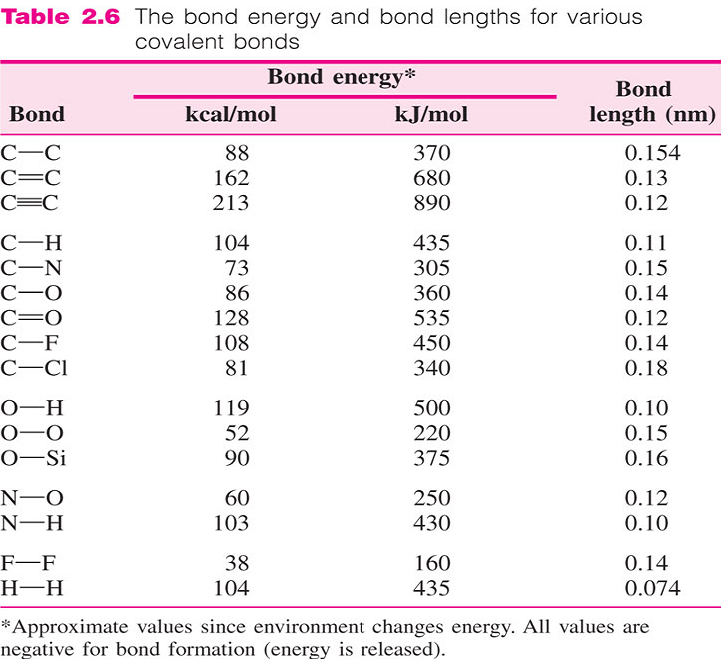 Table 2.6 The bond energy and bond lengths for various
covalent bonds
Bond energy*
Bond
Bond kcal/mol kJ/mol length (nm)
C—C 88 370 0.154
C=C 162 680 0.13
C≡C 213 890 0.12
C—H 104 435 0.11
C—N 73 305 0.15
C—O 86 360 0.14
C=O 128 535 0.12
C—F 108 450 0.14
C—Cl 81 340 0.18
O—H 119 500 0.10
O—O 52 220 0.15
O—Si 90 375 0.16
N—O 60 250 0.12
N—H 103 430 0.10
F—F 38 160 0.14
H—H 104 435 0.074
*Approximate values since environment changes energy. All values are
negative for bond formation (energy is released).